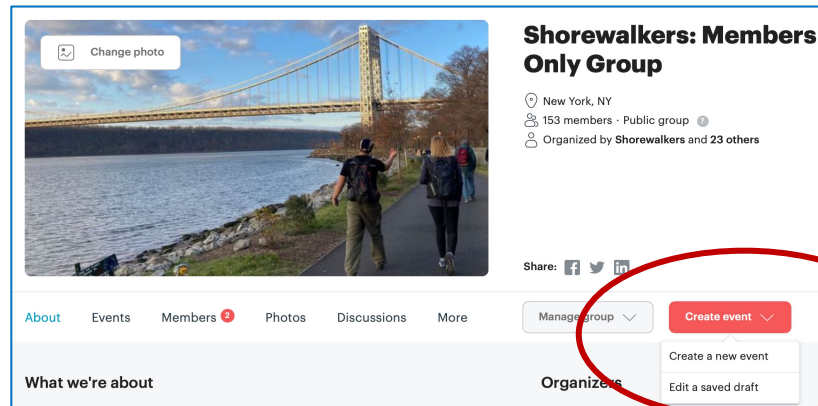 Change photo
Shorewalkers: Members
Only Group
New York, NY
153 members · Public group ?
Organized by Shorewalkers and 23 others
Share:
About Events Members 2 Photos Discussions More
Manage group
Create event
Create a new event
Edit a saved draft
What we're about
Organizers